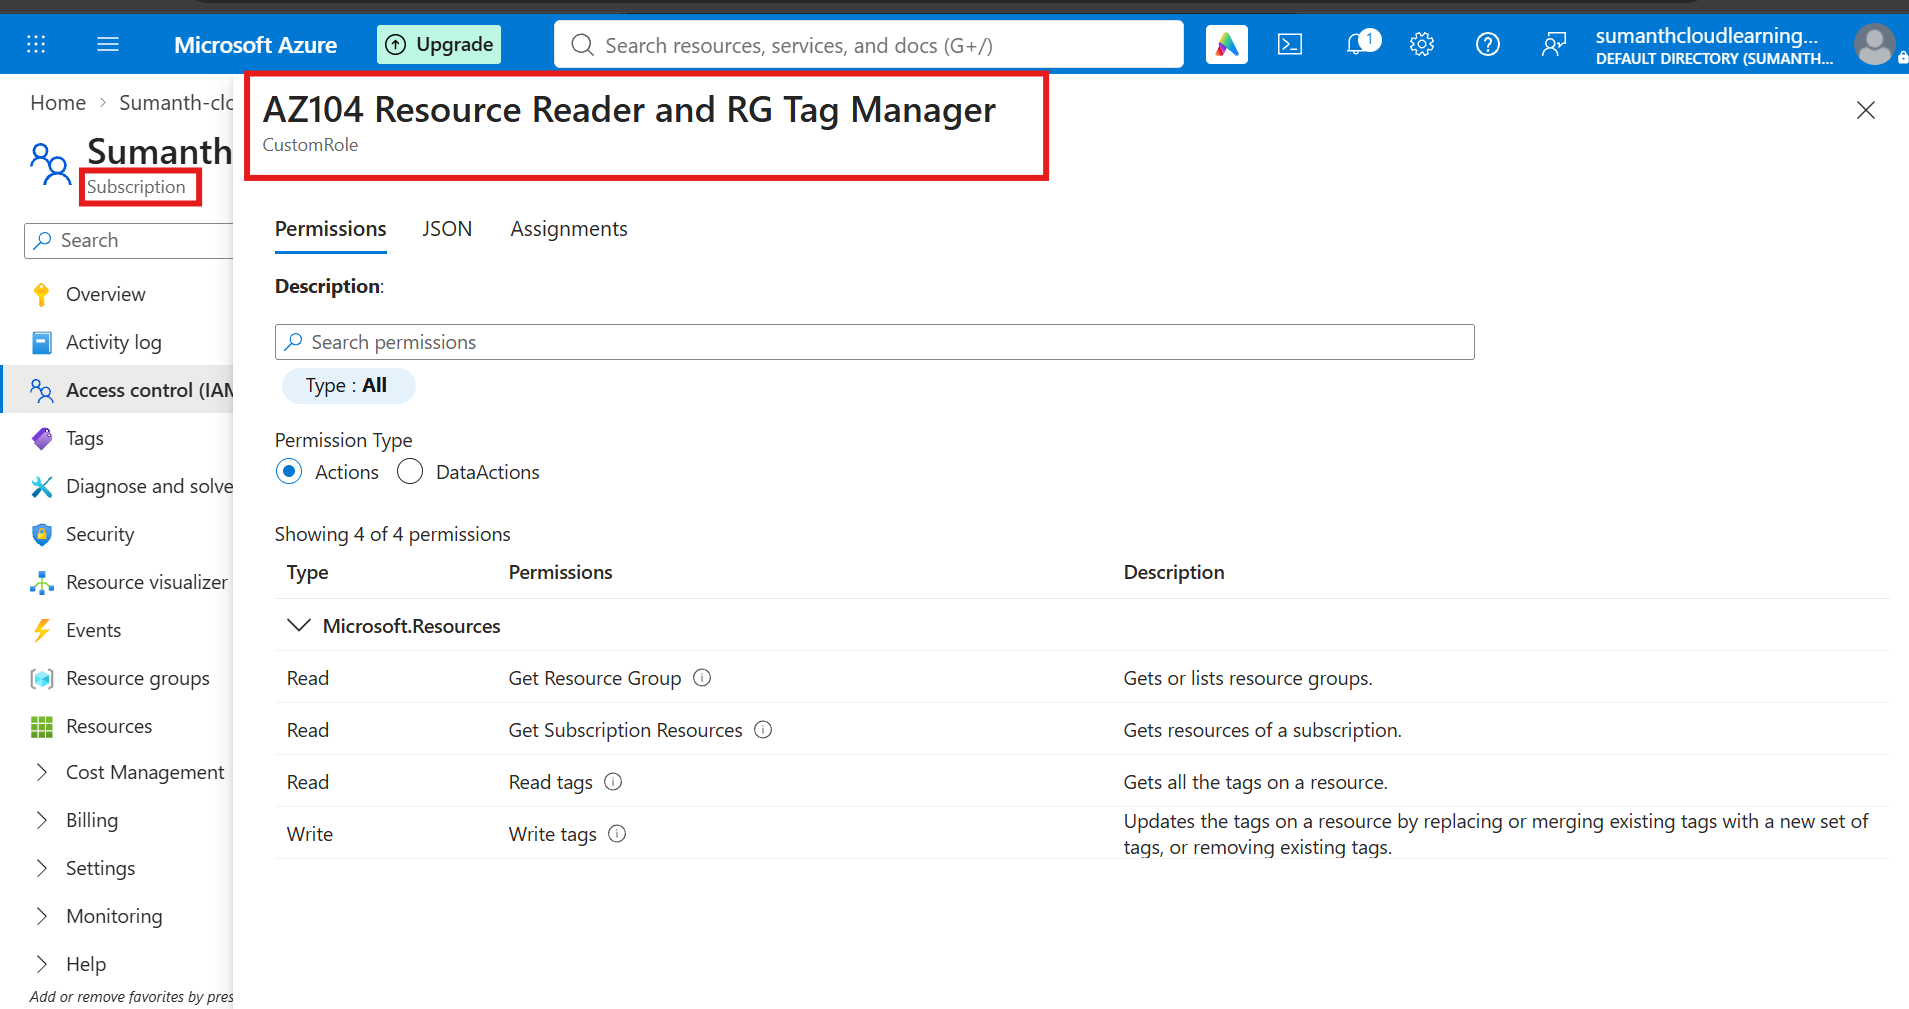 Microsoft Azure
Upgrade
Search resources, services, and docs (G+/)
1
sumanthcloudlearning...
DEFAULT DIRECTORY (SUMANTH...
Home > Sumanth-clo
Sumanth
Subscription
Search
Overview
Activity log
Access control (IAM
Tags
Diagnose and solve
Security
Resource visualizer
Events
Resource groups
Resources
Cost Management
Billing
Settings
Monitoring
Help
Add or remove favorites by pres
AZ104 Resource Reader and RG Tag Manager
CustomRole
Permissions JSON Assignments
Description:
Search permissions
Type : All
Permission Type
Actions DataActions
Showing 4 of 4 permissions
Type Permissions Description
Microsoft.Resources
Read Get Resource Group Gets or lists resource groups.
Read Get Subscription Resources Gets resources of a subscription.
Read Read tags Gets all the tags on a resource.
Write Write tags Updates the tags on a resource by replacing or merging existing tags with a new set of
tags, or removing existing tags.